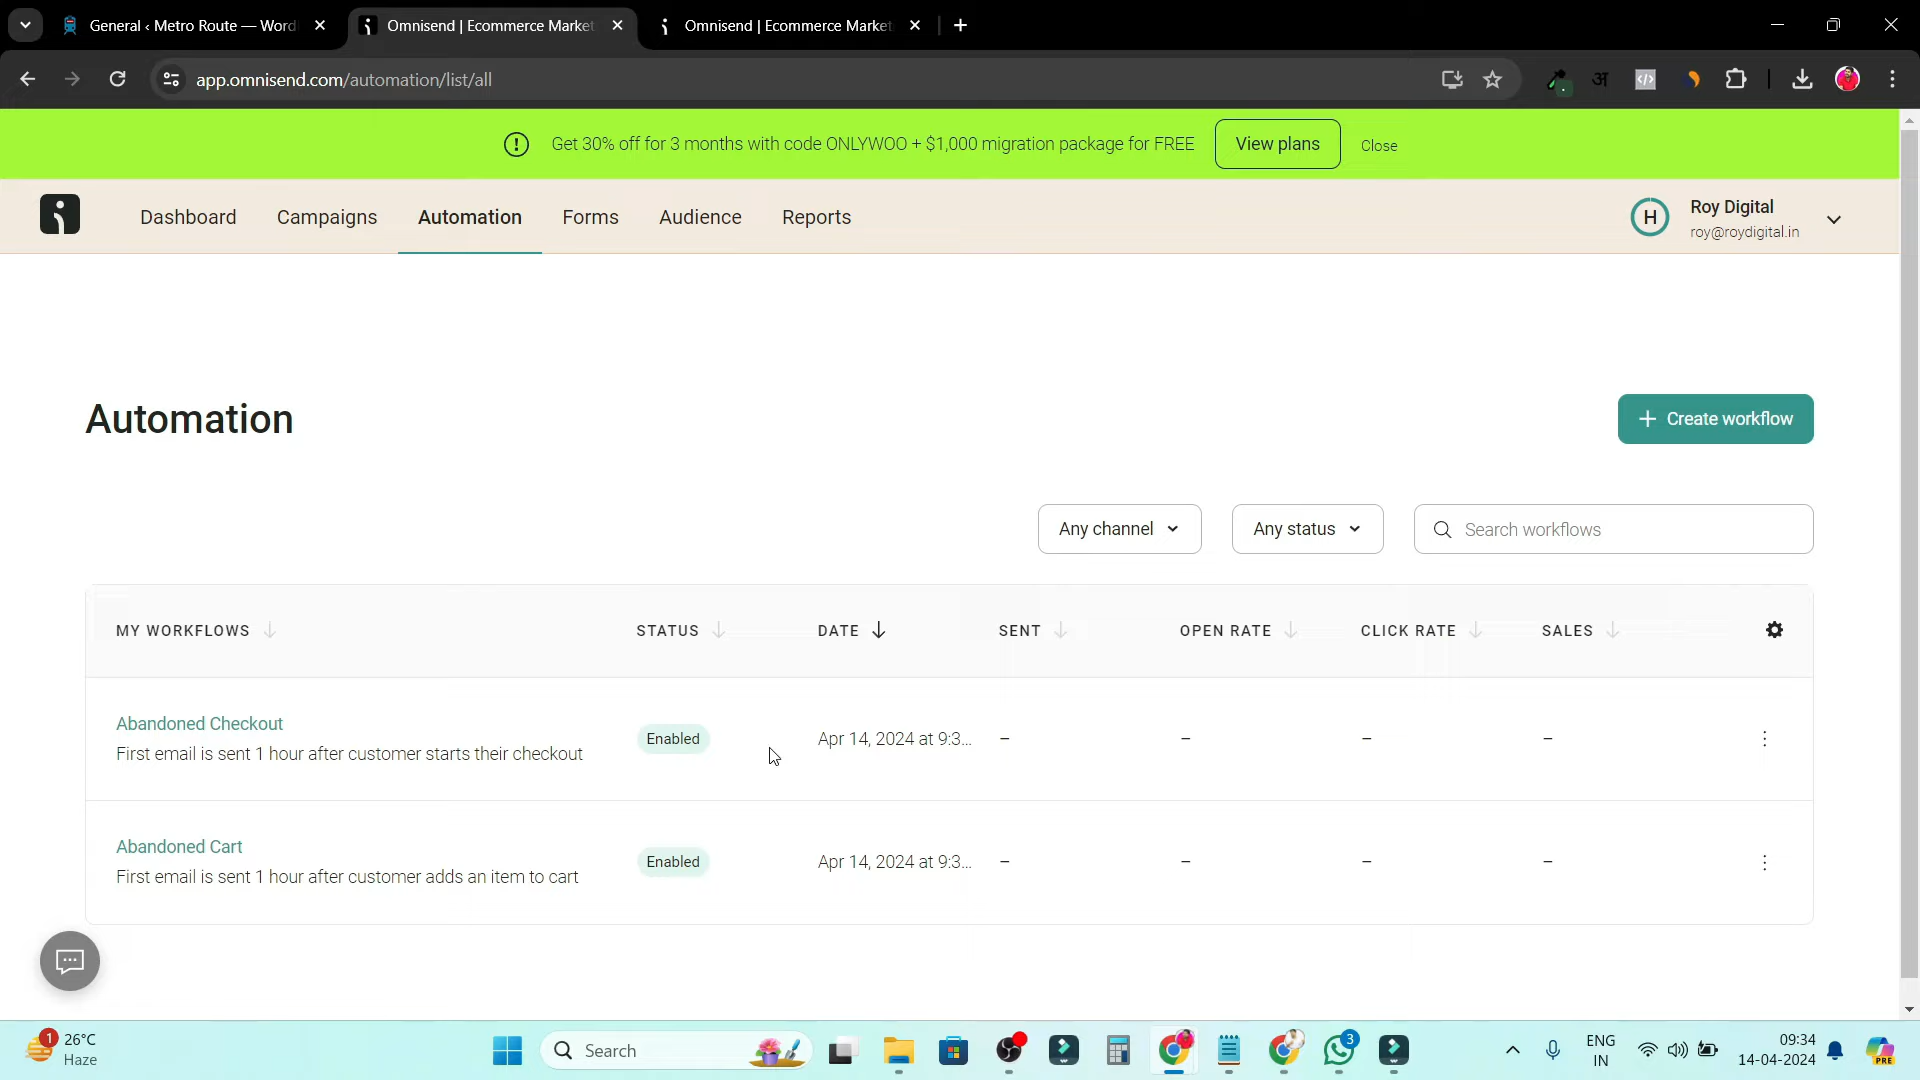 General ‹ Metro Route — Word
Omnisend | Ecommerce Market
Omnisend | Ecommerce Market
app.omnisend.com/automation/list/all
अ
Get 30% off for 3 months with code ONLYWOO + $1,000 migration package for FREE
View plans
Close
Dashboard
Campaigns
Automation
Forms
Audience
Reports
H
Roy Digital
roy@roydigital.in
Automation
+ Create workflow
Any channel
Any status
Search workflows
MY WORKFLOWS
STATUS
DATE
SENT
OPEN RATE
CLICK RATE
SALES
Abandoned Checkout
First email is sent 1 hour after customer starts their checkout
Enabled
Apr 14, 2024 at 9:3...
–
–
–
–
Abandoned Cart
First email is sent 1 hour after customer adds an item to cart
Enabled
Apr 14, 2024 at 9:3...
–
–
–
–
1
26°C
Haze
Search
3
ENG
IN
09:34
14-04-2024
PRE